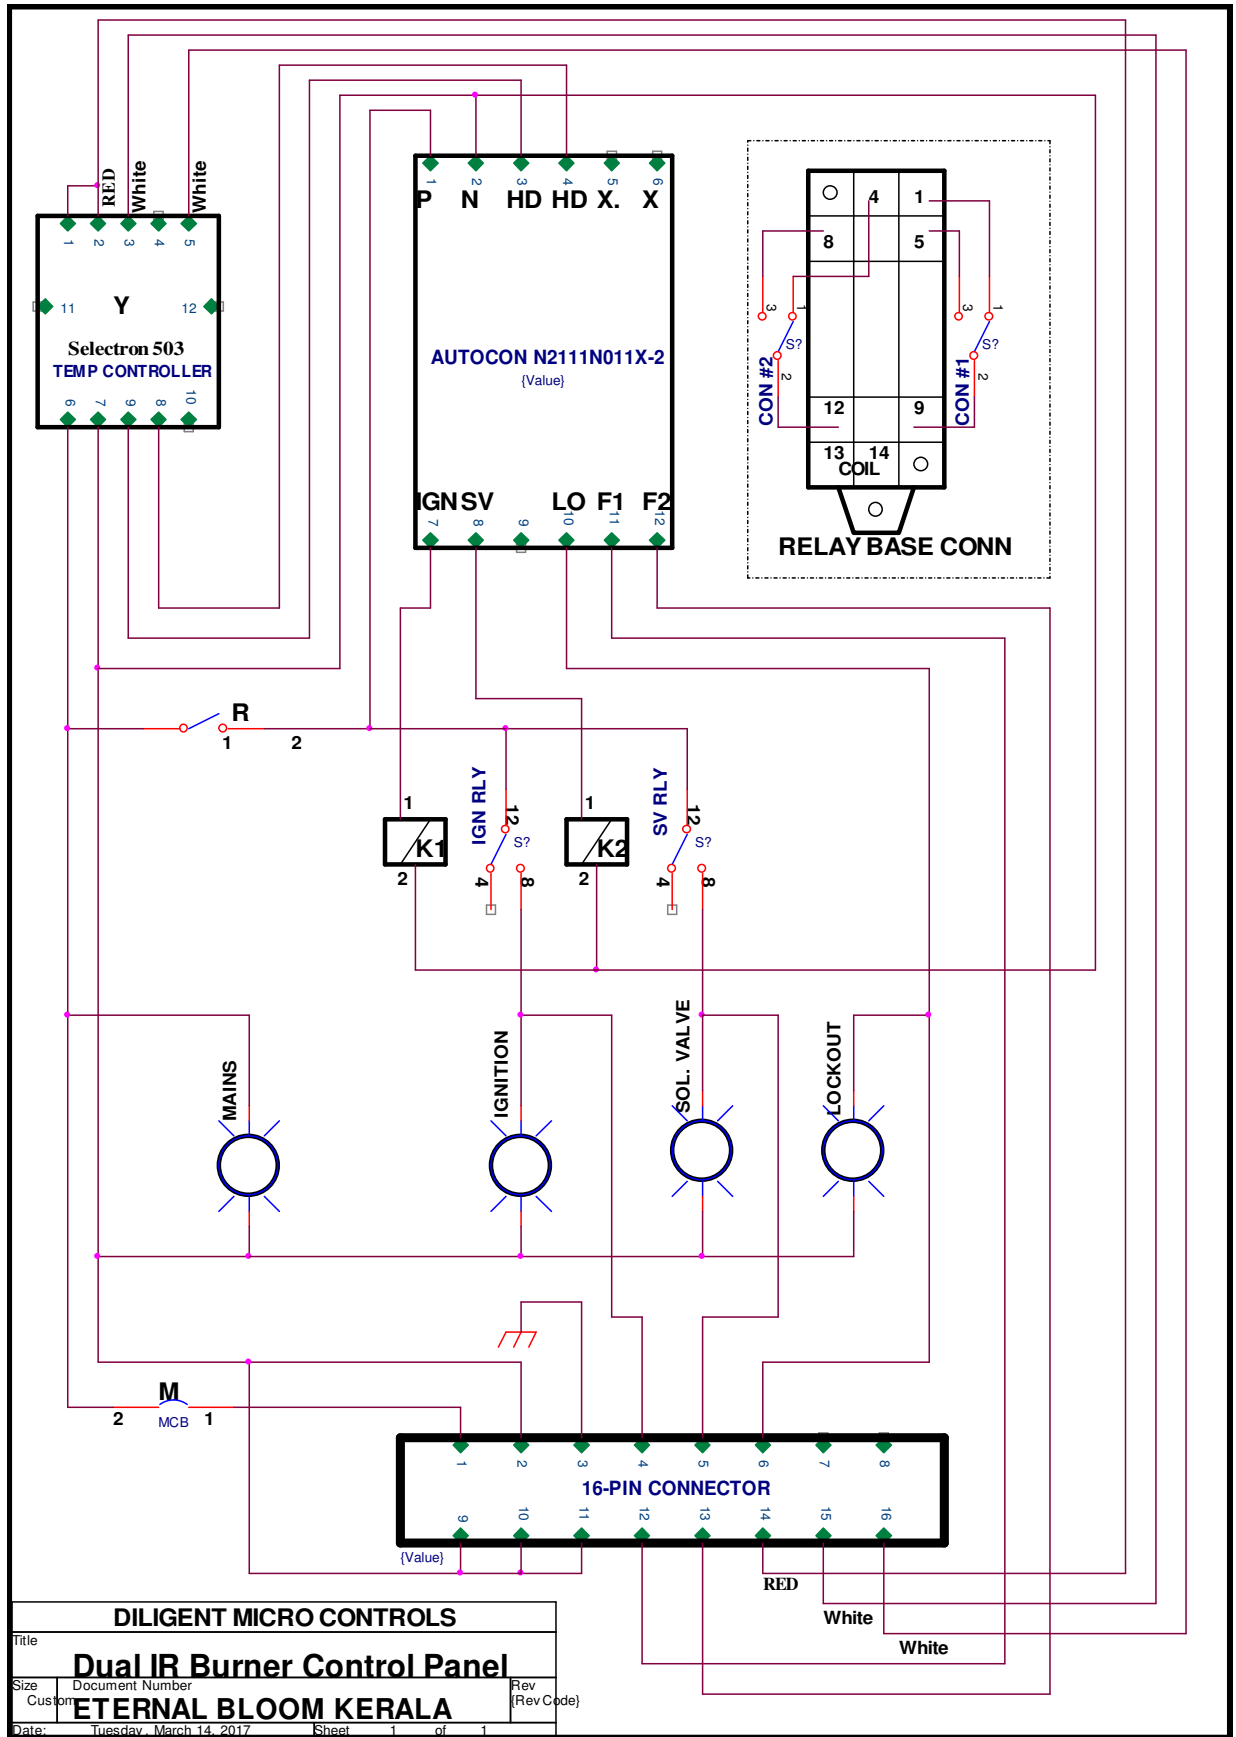 RED
White
White
1
2
3
4
5
11
Y
12
Selectron 503
TEMP CONTROLLER
6
7
9
8
10
1
2
3
4
5
6
P
N
HD
HD
X.
X
AUTOCON N2111N011X-2
{Value}
IGN
SV
LO
F1
F2
7
8
9
10
11
12
4
1
8
5
3
1
S?
2
CON #2
3
1
S?
2
CON #1
12
9
13
14
COIL
RELAY BASE CONN
R
1
2
1
K1
2
IGN RLY
12
S?
4
8
1
K2
2
SV RLY
12
S?
4
8
MAINS
IGNITION
SOL. VALVE
LOCKOUT
M
2
MCB
1
1
2
3
4
5
6
7
8
16-PIN CONNECTOR
9
10
11
12
13
14
15
16
{Value}
RED
White
White
DILIGENT MICRO CONTROLS
Title
Dual IR Burner Control Panel
Size
Custom
Document Number
ETERNAL BLOOM KERALA
Rev
{RevCode}
Date:
Tuesday, March 14, 2017
Sheet
1
of
1